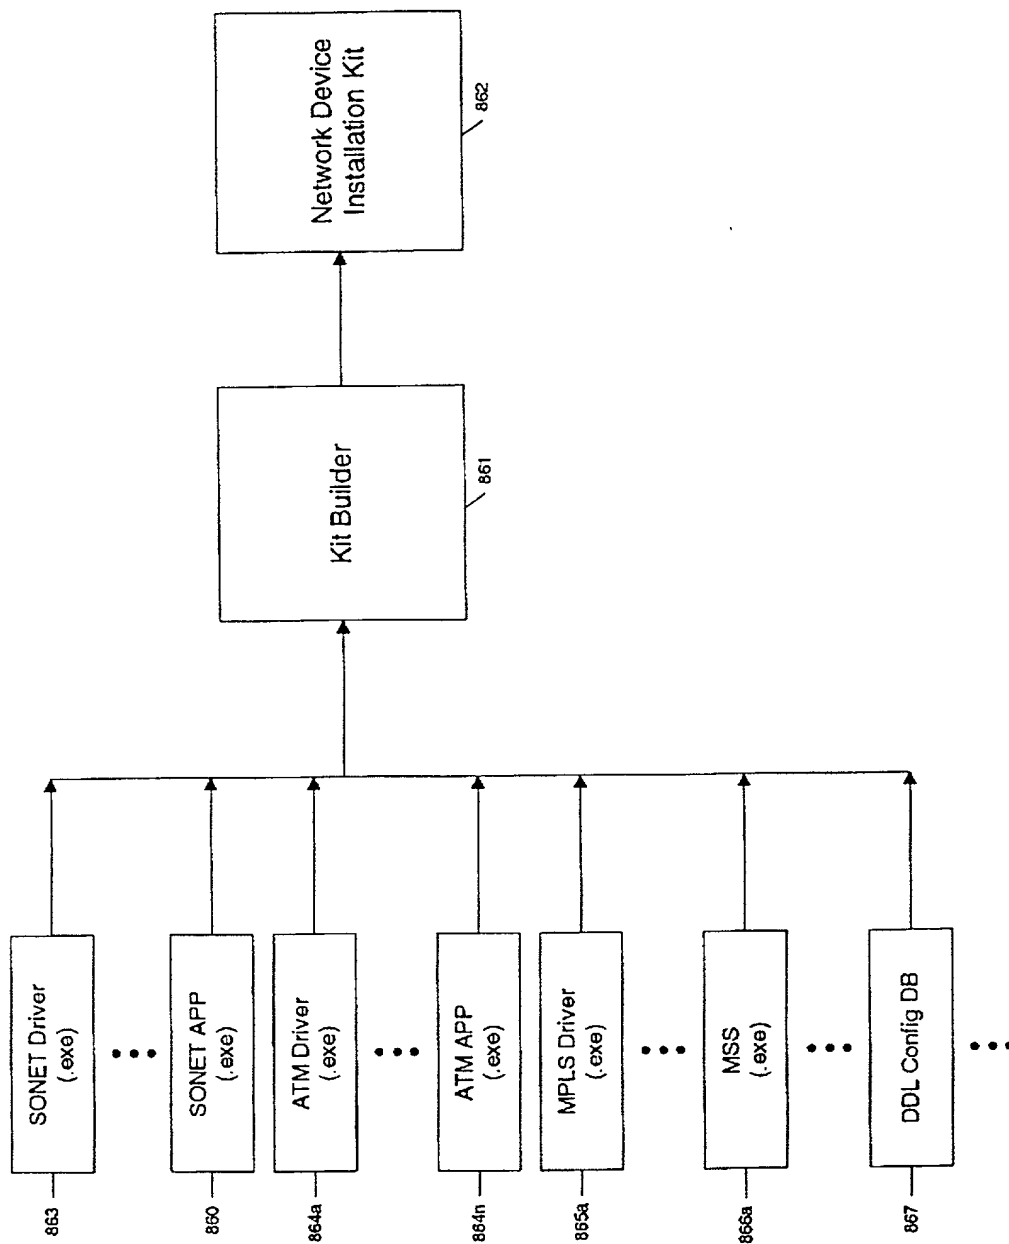 SONET Driver
(.exe)
863
SONET APP
(.exe)
860
ATM Driver
(.exe)
864a
ATM APP
(.exe)
864n
MPLS Driver
(.exe)
865a
MSS
(.exe)
866a
DDL Config DB
867
Kit Builder
861
Network Device
Installation Kit
862